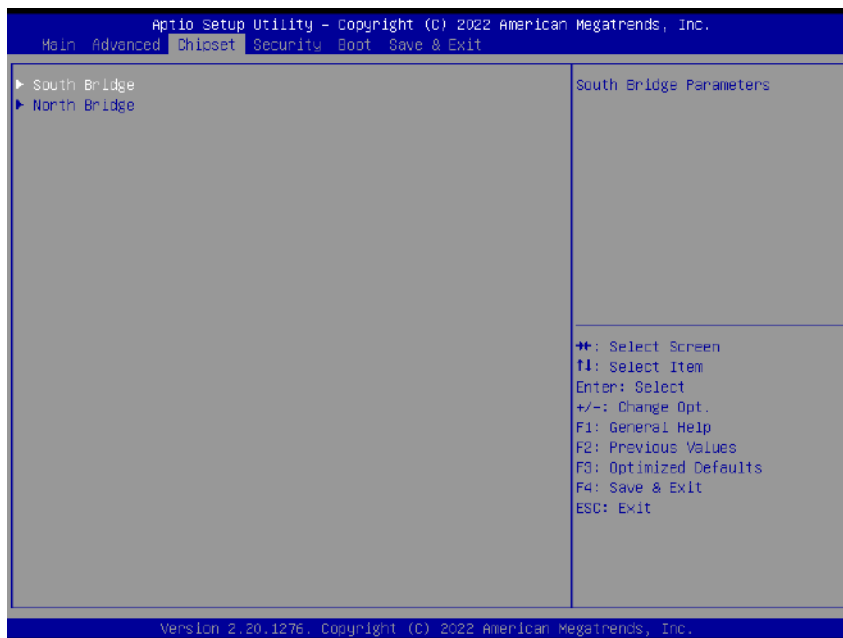 Aptio Setup Utility – Copyright (C) 2022 American Megatrends, Inc.
Main Advanced Chipset Security Boot Save & Exit
South Bridge
North Bridge
South Bridge Parameters
→←: Select Screen
↑↓: Select Item
Enter: Select
+/-: Change Opt.
F1: General Help
F2: Previous Values
F3: Optimized Defaults
F4: Save & Exit
ESC: Exit
Version 2.20.1276. Copyright (C) 2022 American Megatrends, Inc.